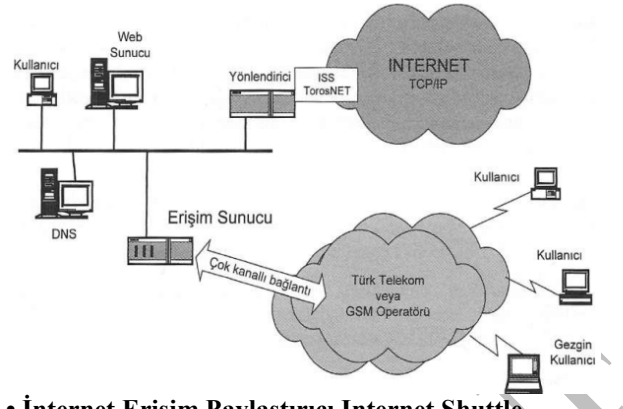 Web
Sunucu
Kullanıcı
Yönlendirici
ISS
TorosNET
INTERNET
TCP/IP
DNS
Erişim Sunucu
Çok kanallı bağlantı
Türk Telekom
veya
GSM Operatörü
Kullanıcı
Kullanıcı
Gezgin
Kullanıcı
• İnternet Erişim Paylaştırıcı Internet Shuttle